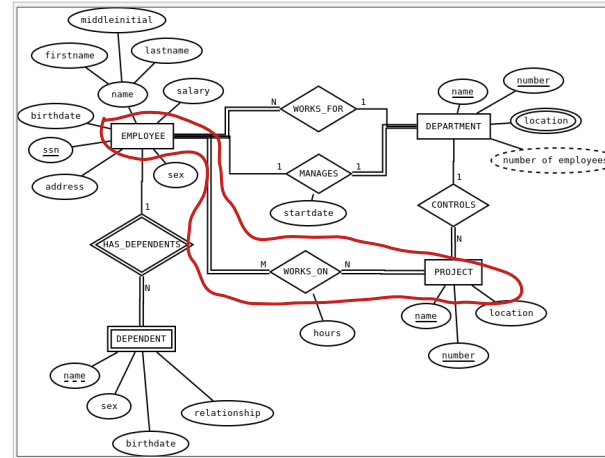 middleinitial
firstname
lastname
name
salary
birthdate
EMPLOYEE
ssn
address
sex
N
WORKS_FOR
1
name
number
DEPARTMENT
location
number of employees
1
MANAGES
1
startdate
1
CONTROLS
N
1
HAS_DEPENDENTS
N
M
WORKS_ON
N
PROJECT
hours
name
number
location
DEPENDENT
name
sex
birthdate
relationship